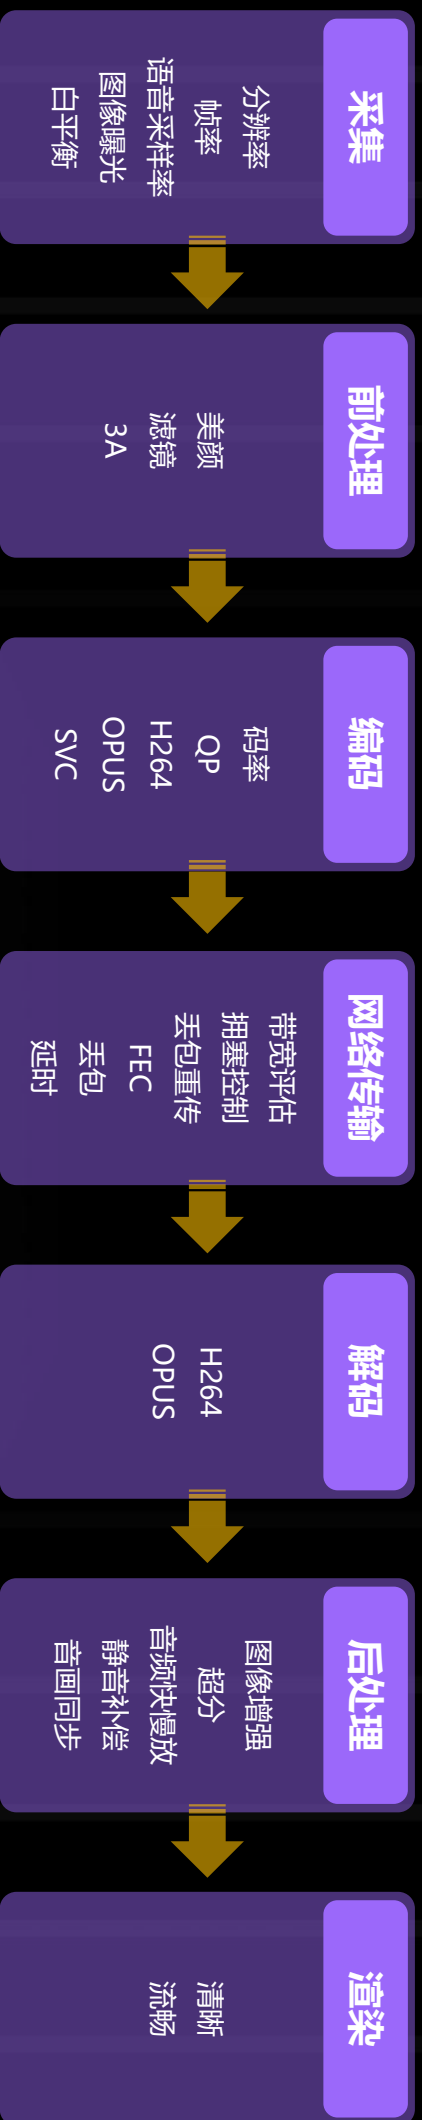 采集
分辨率
帧率
语音采样率
图像曝光
白平衡
前处理
美颜
滤镜
3A
编码
码率
QP
H264
OPUS
SVC
网络传输
带宽评估
拥塞控制
丢包重传
FEC
丢包
延时
解码
H264
OPUS
后处理
图像增强
超分
音频快慢放
静音补偿
音画同步
渲染
清晰
流畅